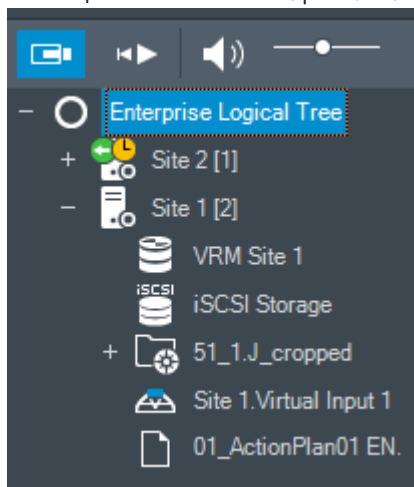 Enterprise Logical Tree
Site 2 [1]
Site 1 [2]
VRM Site 1
iSCSI
iSCSI Storage
51_1.J_cropped
Site 1.Virtual Input 1
01_ActionPlan01 EN.